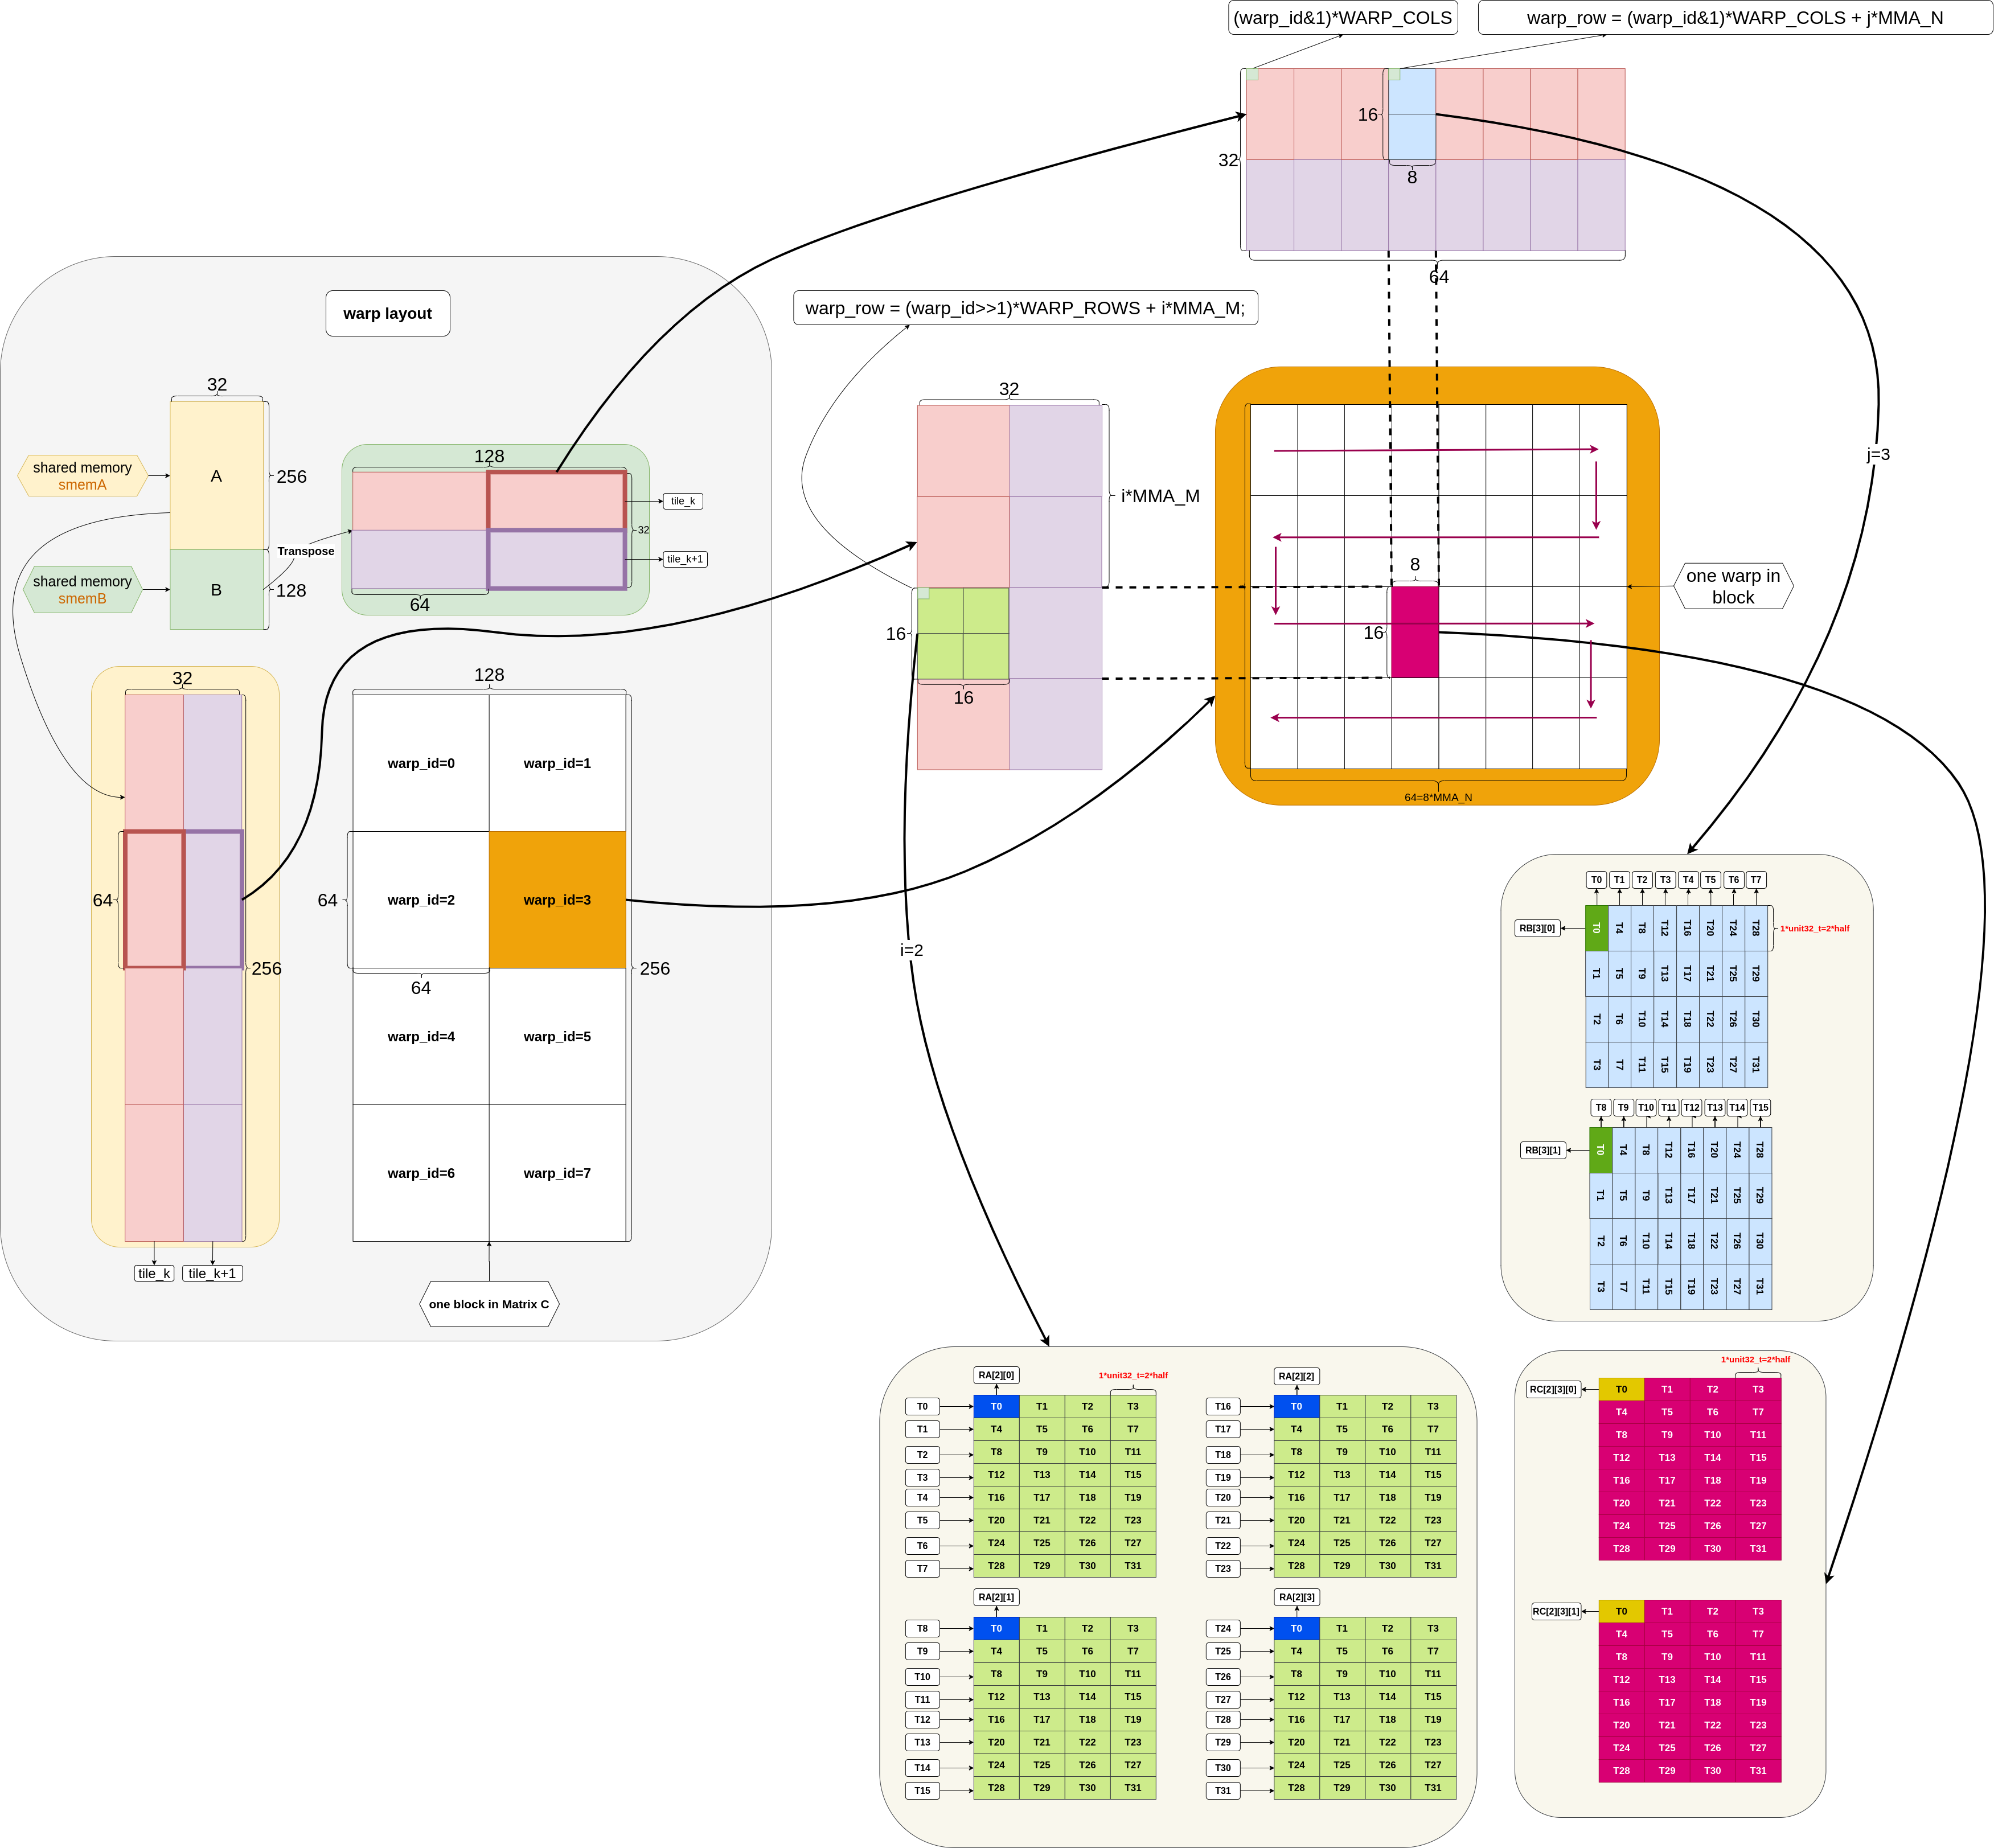 (warp_id&1)*WARP_COLS
warp_row = (warp_id&1)*WARP_COLS + j*MMA_N
16
32
8
64
warp layout
warp_row = (warp_id>>1)*WARP_ROWS + i*MMA_M;
32
A
256
shared memory
smemA
B
128
shared memory
smemB
Transpose
128
tile_k
32
tile_k+1
64
32
i*MMA_M
16
16
j=3
8
16
one warp in
block
64=8*MMA_N
32
64
256
tile_k
tile_k+1
128
warp_id=0
warp_id=1
64
warp_id=2
warp_id=3
64
256
warp_id=4
warp_id=5
warp_id=6
warp_id=7
one block in Matrix C
i=2
T0 T1 T2 T3 T4 T5 T6 T7
RB[3][0]
T0 T4 T8 T12 T16 T20 T24 T28
1*unit32_t=2*half
T1 T5 T9 T13 T17 T21 T25 T29
T2 T6 T10 T14 T18 T22 T26 T30
T3 T7 T11 T15 T19 T23 T27 T31
T8 T9 T10 T11 T12 T13 T14 T15
RB[3][1]
T0 T4 T8 T12 T16 T20 T24 T28
T1 T5 T9 T13 T17 T21 T25 T29
T2 T6 T10 T14 T18 T22 T26 T30
T3 T7 T11 T15 T19 T23 T27 T31
RA[2][0]
1*unit32_t=2*half
T0 T0 T1 T2 T3
T1 T4 T5 T6 T7
T2 T8 T9 T10 T11
T3 T12 T13 T14 T15
T4 T16 T17 T18 T19
T5 T20 T21 T22 T23
T6 T24 T25 T26 T27
T7 T28 T29 T30 T31
RA[2][2]
T16 T0 T1 T2 T3
T17 T4 T5 T6 T7
T18 T8 T9 T10 T11
T19 T12 T13 T14 T15
T20 T16 T17 T18 T19
T21 T20 T21 T22 T23
T22 T24 T25 T26 T27
T23 T28 T29 T30 T31
RA[2][1]
T8 T0 T1 T2 T3
T9 T4 T5 T6 T7
T10 T8 T9 T10 T11
T11 T12 T13 T14 T15
T12 T16 T17 T18 T19
T13 T20 T21 T22 T23
T14 T24 T25 T26 T27
T15 T28 T29 T30 T31
RA[2][3]
T24 T0 T1 T2 T3
T25 T4 T5 T6 T7
T26 T8 T9 T10 T11
T27 T12 T13 T14 T15
T28 T16 T17 T18 T19
T29 T20 T21 T22 T23
T30 T24 T25 T26 T27
T31 T28 T29 T30 T31
1*unit32_t=2*half
RC[2][3][0]
T0 T1 T2 T3
T4 T5 T6 T7
T8 T9 T10 T11
T12 T13 T14 T15
T16 T17 T18 T19
T20 T21 T22 T23
T24 T25 T26 T27
T28 T29 T30 T31
RC[2][3][1]
T0 T1 T2 T3
T4 T5 T6 T7
T8 T9 T10 T11
T12 T13 T14 T15
T16 T17 T18 T19
T20 T21 T22 T23
T24 T25 T26 T27
T28 T29 T30 T31